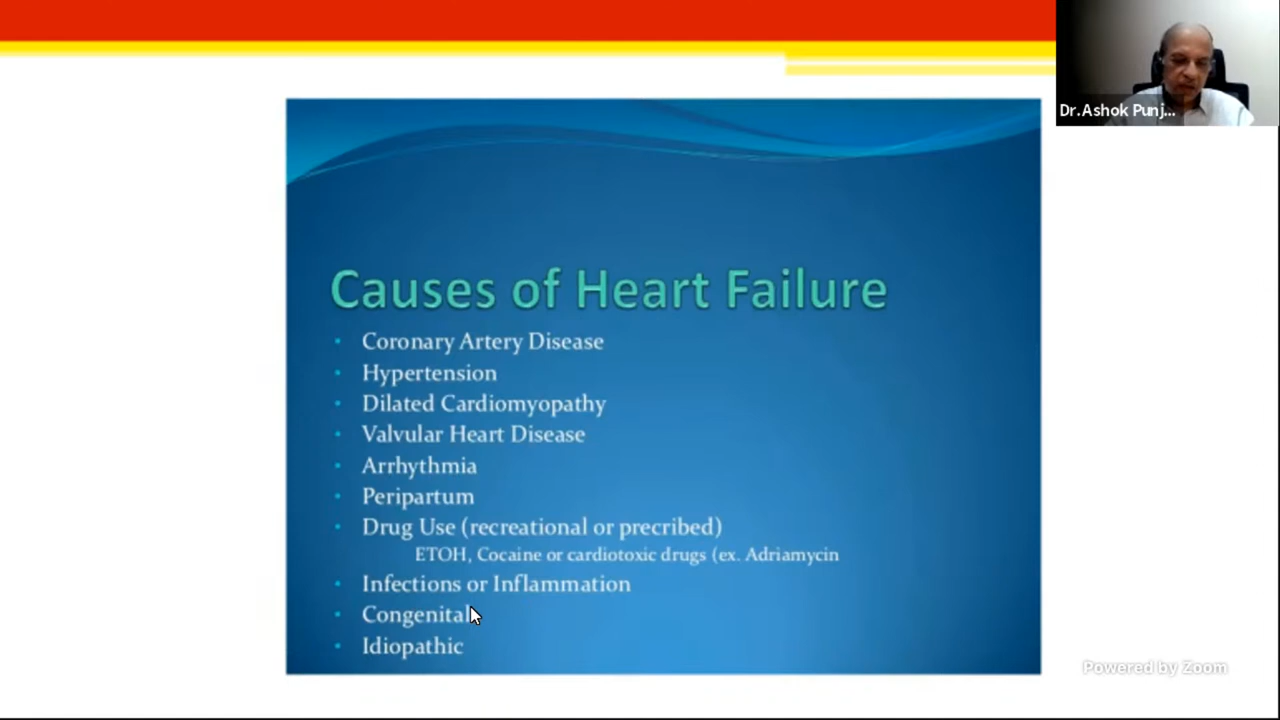 Dr.Ashok Punj...
Causes of Heart Failure
• Coronary Artery Disease
• Hypertension
• Dilated Cardiomyopathy
• Valvular Heart Disease
• Arrhythmia
• Peripartum
• Drug Use (recreational or precribed)
ETOH, Cocaine or cardiotoxic drugs (ex. Adriamycin
• Infections or Inflammation
• Congenital
• Idiopathic
Powered by Zoom